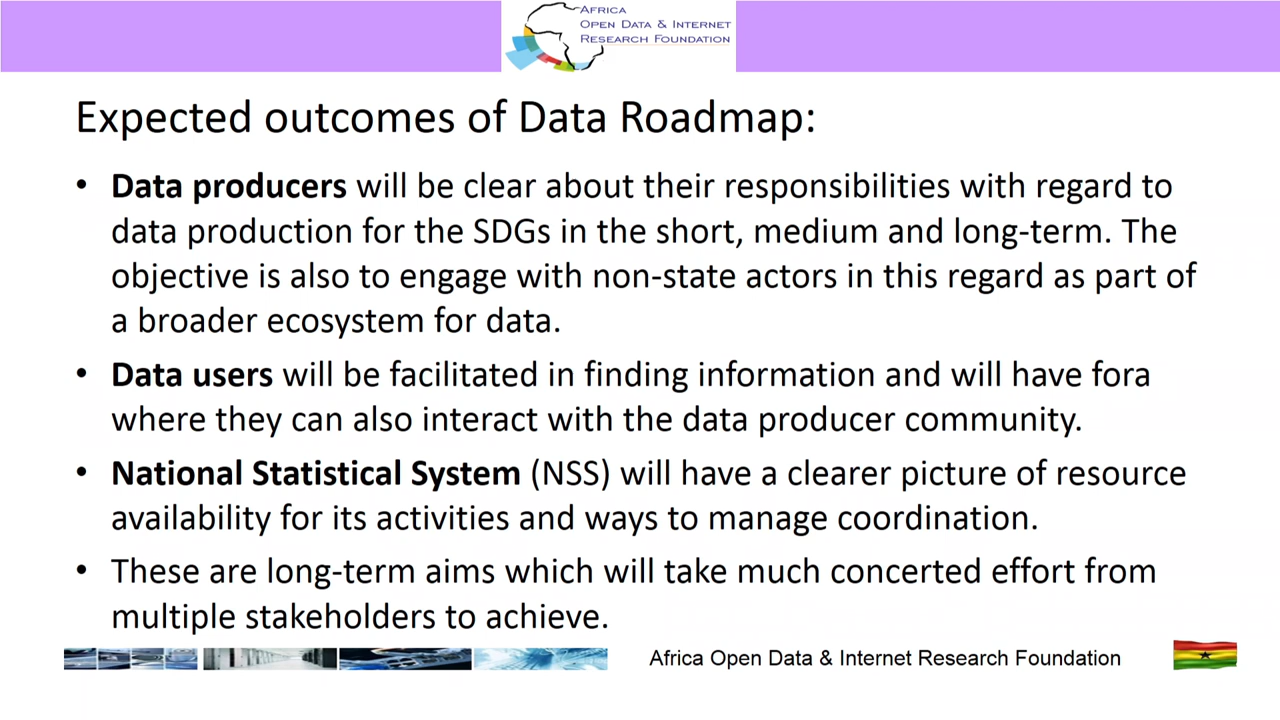 AFRICA
OPEN DATA & INTERNET
RESEARCH FOUNDATION
Expected outcomes of Data Roadmap:
• Data producers will be clear about their responsibilities with regard to
data production for the SDGs in the short, medium and long-term. The
objective is also to engage with non-state actors in this regard as part of
a broader ecosystem for data.
• Data users will be facilitated in finding information and will have fora
where they can also interact with the data producer community.
• National Statistical System (NSS) will have a clearer picture of resource
availability for its activities and ways to manage coordination.
• These are long-term aims which will take much concerted effort from
multiple stakeholders to achieve.
Africa Open Data & Internet Research Foundation